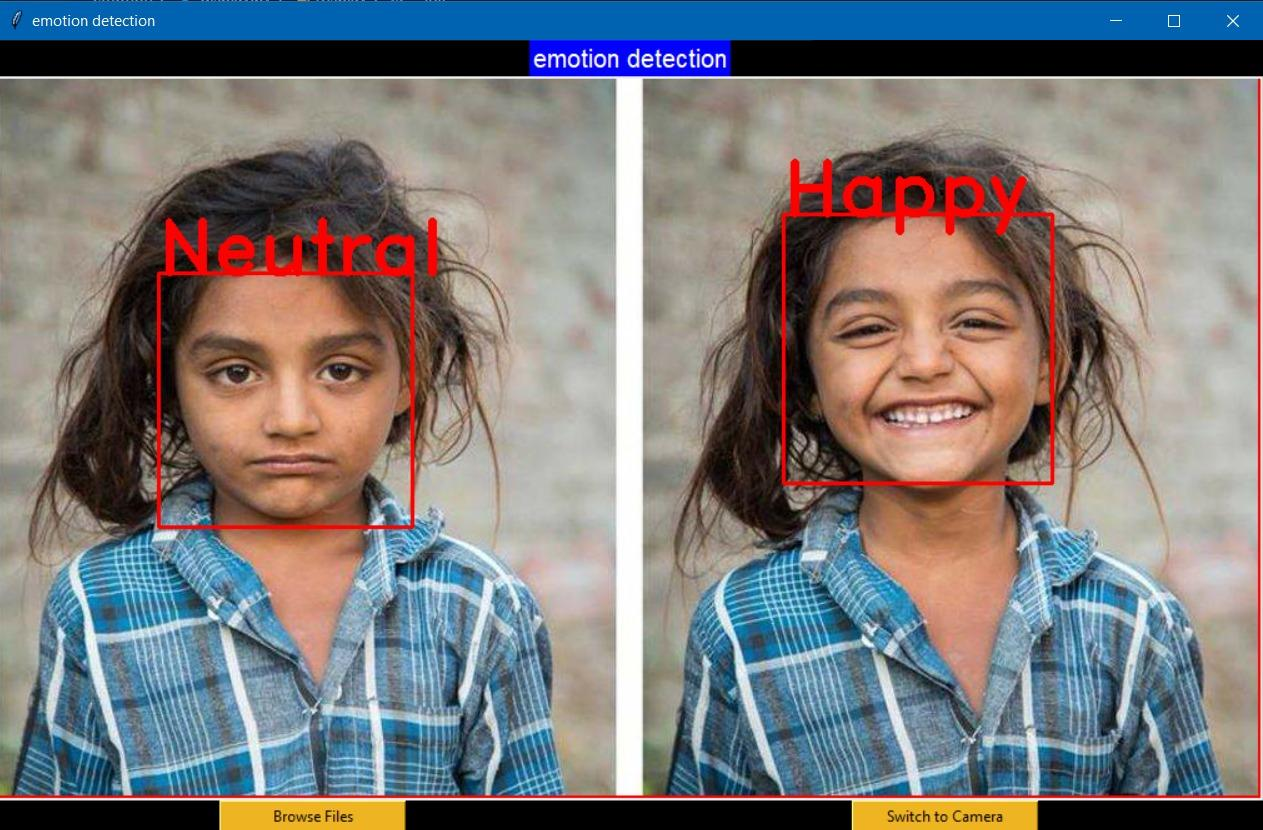 emotion detection
emotion detection
Neutral
Happy
Browse Files
Switch to Camera